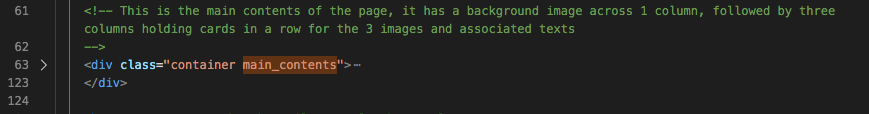 61 <!-- This is the main contents of the page, it has a background image across 1 column, followed by three
columns holding cards in a row for the 3 images and associated texts
62 -->
63 > <div class="container main_contents">⋯
123 </div>
124